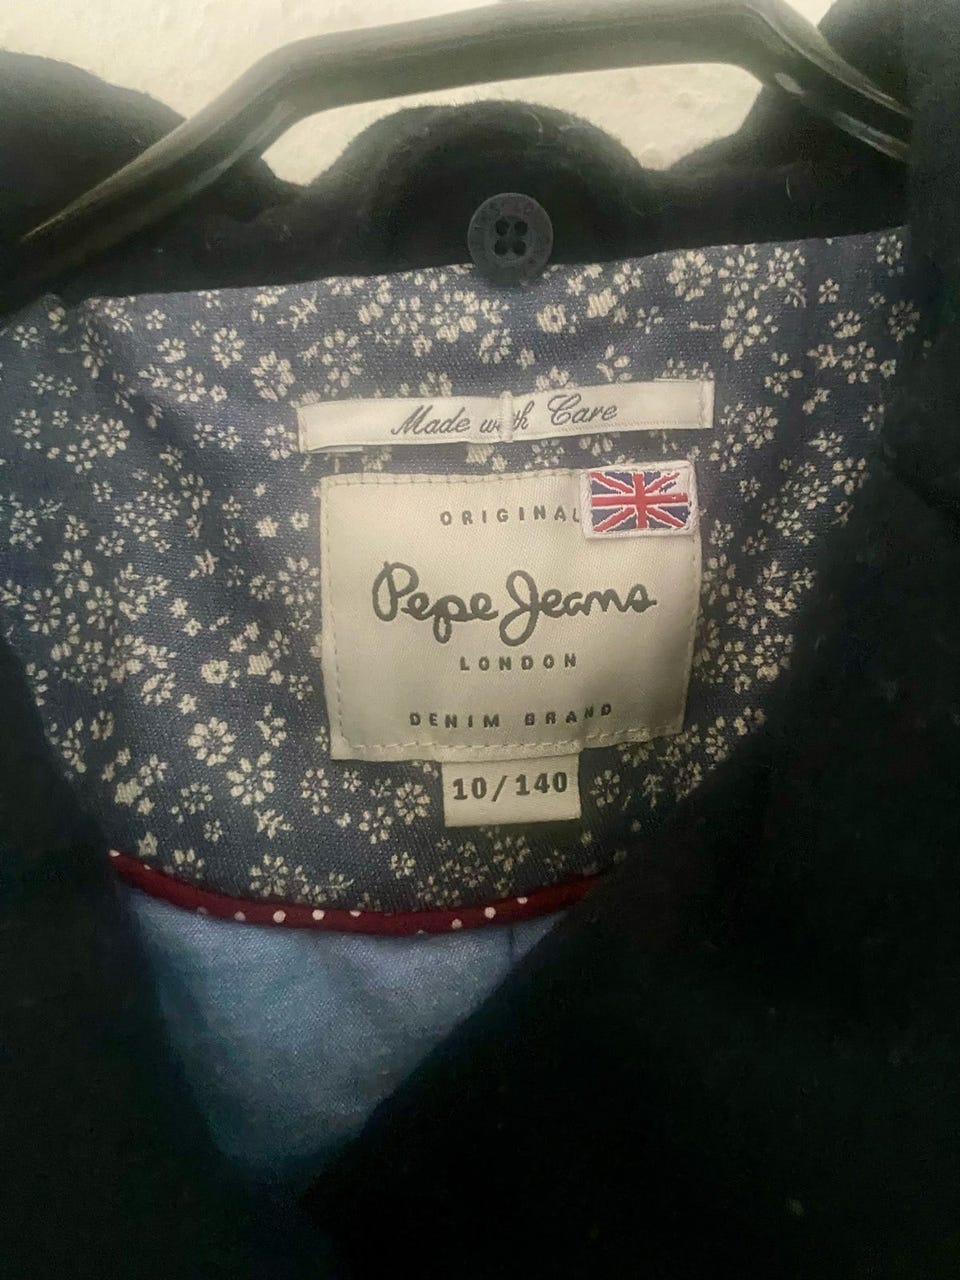 Made with Care
ORIGINAL
Pepe Jeans
LONDON
DENIM BRAND
10/140